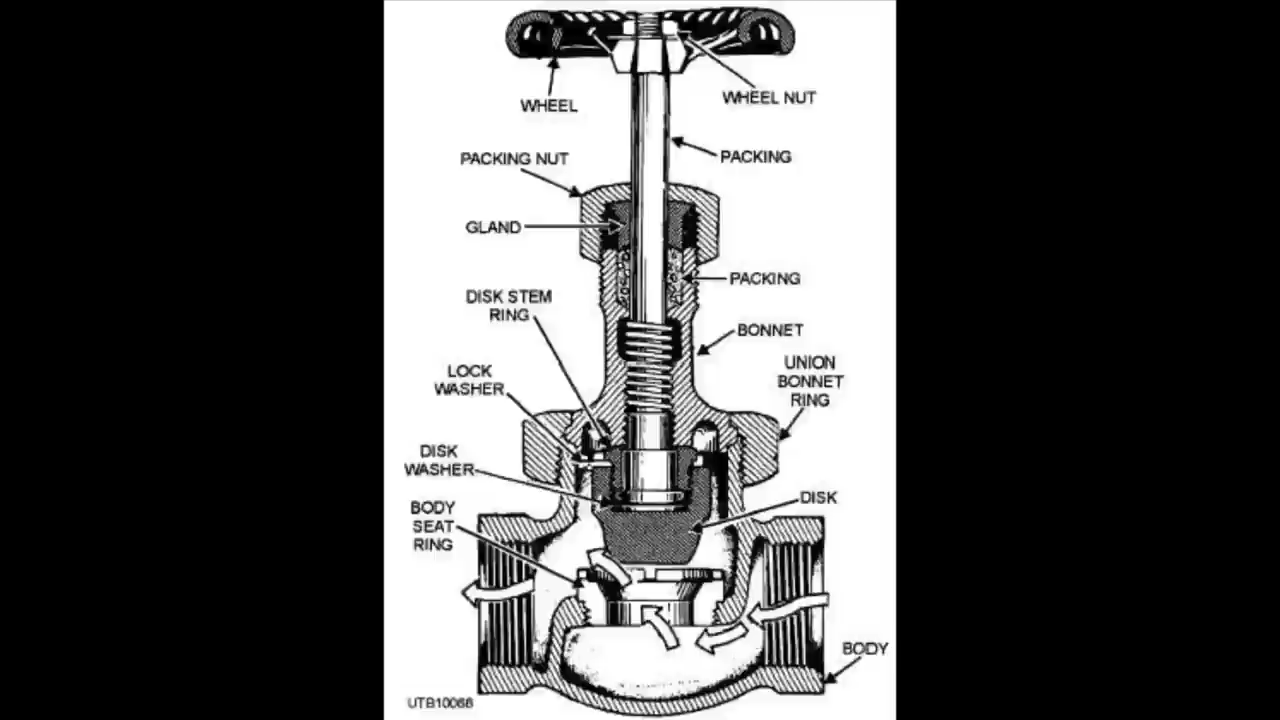 WHEEL
WHEEL NUT
PACKING
PACKING NUT
GLAND
PACKING
DISK STEM
RING
BONNET
UNION
BONNET
RING
LOCK
WASHER
DISK
WASHER
DISK
BODY
SEAT
RING
BODY
UTB10066